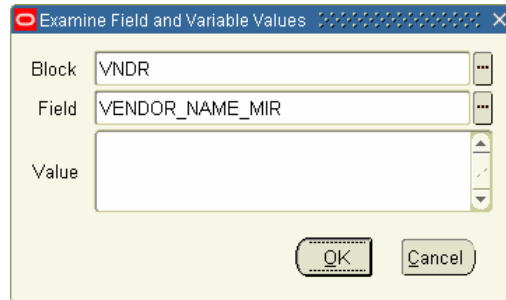 Examine Field and Variable Values
Block VNDR
Field VENDOR_NAME_MIR
Value
OK Cancel